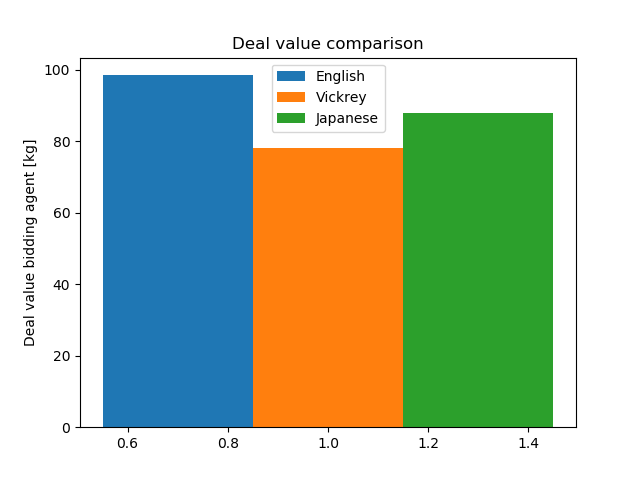 Deal value comparison
English
Vickrey
Japanese
Deal value bidding agent [kg]
100
80
60
40
20
0
0.6 0.8 1.0 1.2 1.4